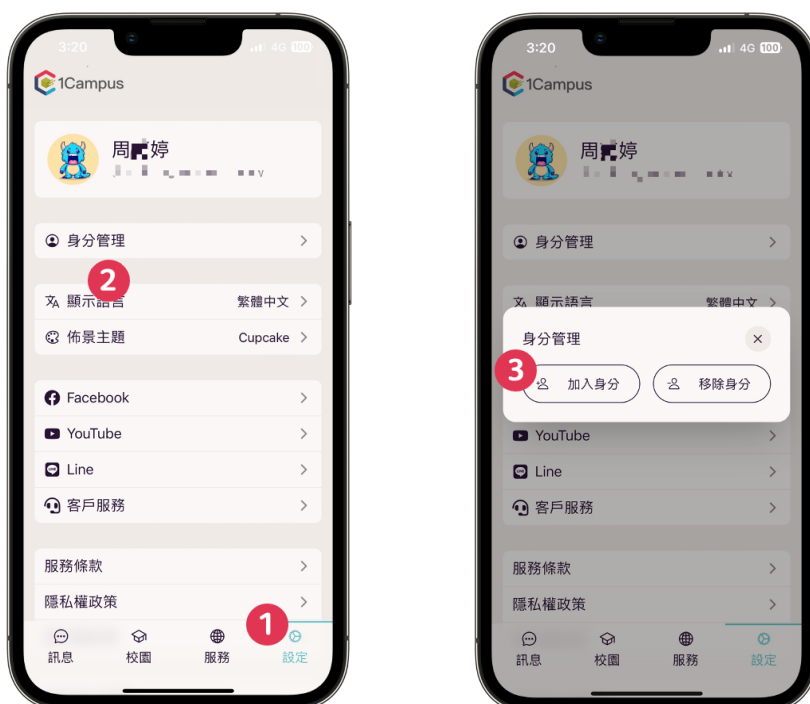 3:20
4G 100
1Campus
周 婷
身分管理
2
顯示語言 繁體中文
佈景主題 Cupcake
Facebook
YouTube
Line
客戶服務
服務條款
隱私權政策
1
訊息 校園 服務 設定
3:20
4G 100
1Campus
周 婷
身分管理
顯示語言 繁體中文
身分管理
3
加入身分 移除身分
YouTube
Line
客戶服務
服務條款
隱私權政策
訊息 校園 服務 設定